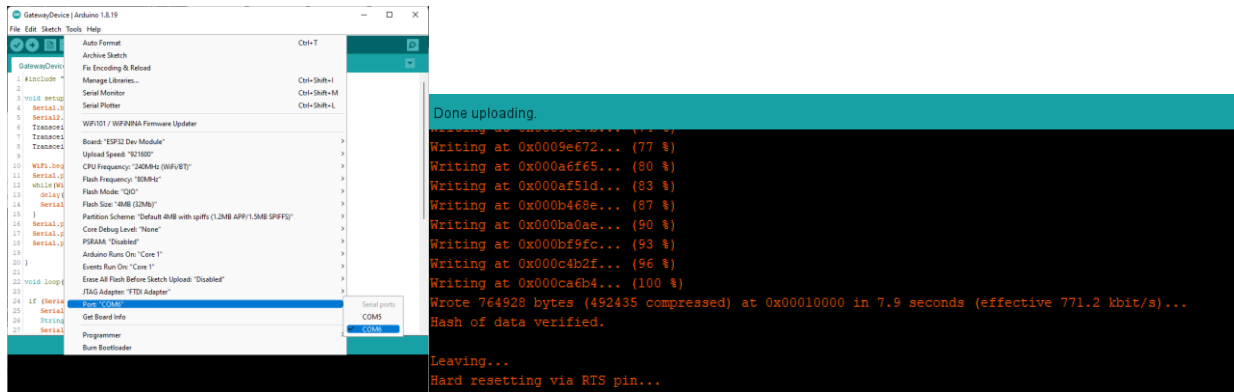 GatewayDevice | Arduino 1.8.19
File Edit Sketch Tools Help
GatewayDevic
1 #include "
2
3 void setup
4 Serial.b
5 Serial2.
6 Transcei
7 Transcei
8 Transcei
9
10 WiFi.beg
11 Serial.p
12 while(Wi
13 delay(
14 Serial
15 }
16 Serial.p
17 Serial.p
18 Serial.p
19
20 }
21
22 void loop(
23
24 if (Seria
25 Serial
26 String
27 Serial
Auto Format Ctrl+T
Archive Sketch
Fix Encoding & Reload
Manage Libraries... Ctrl+Shift+I
Serial Monitor Ctrl+Shift+M
Serial Plotter Ctrl+Shift+L
WiFi101 / WiFiNINA Firmware Updater
Board: "ESP32 Dev Module"
Upload Speed: "921600"
CPU Frequency: "240MHz (WiFi/BT)"
Flash Frequency: "80MHz"
Flash Mode: "QIO"
Flash Size: "4MB (32Mb)"
Partition Scheme: "Default 4MB with spiffs (1.2MB APP/1.5MB SPIFFS)"
Core Debug Level: "None"
PSRAM: "Disabled"
Arduino Runs On: "Core 1"
Events Run On: "Core 1"
Erase All Flash Before Sketch Upload: "Disabled"
JTAG Adapter: "FTDI Adapter"
Port: "COM6"
Get Board Info
Programmer
Burn Bootloader
Serial ports
COM5
COM6
Done uploading.
Writing at 0x0009e672... (77 %)
Writing at 0x000a6f65... (80 %)
Writing at 0x000af51d... (83 %)
Writing at 0x000b468e... (87 %)
Writing at 0x000ba0ae... (90 %)
Writing at 0x000bf9fc... (93 %)
Writing at 0x000c4b2f... (96 %)
Writing at 0x000ca6b4... (100 %)
Wrote 764928 bytes (492435 compressed) at 0x00010000 in 7.9 seconds (effective 771.2 kbit/s)...
Hash of data verified.
Leaving...
Hard resetting via RTS pin...